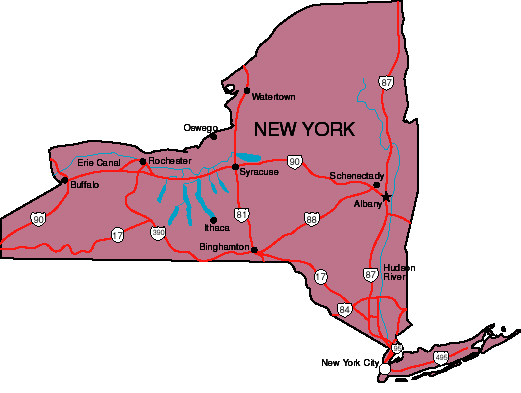 87
Watertown
Oswego
NEW YORK
Erie Canal
Rochester
90
Syracuse
Schenectady
Buffalo
Albany
90
17
390
Ithaca
81
88
Binghamton
17
87
Hudson
River
84
95
New York City
495